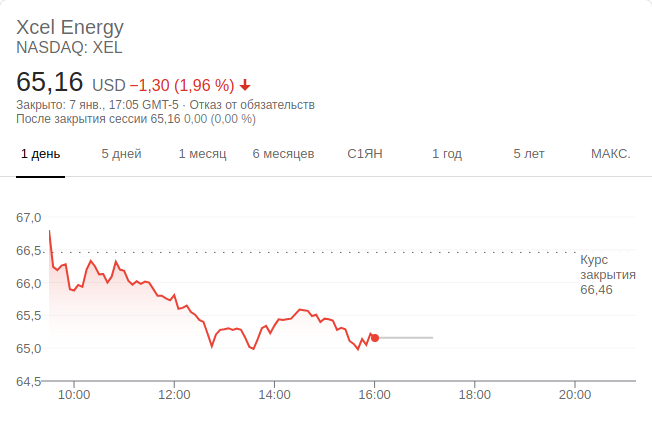 Xcel Energy
NASDAQ: XEL
65,16 USD −1,30 (1,96 %)
Закрыто: 7 янв., 17:05 GMT-5 · Отказ от обязательств
После закрытия сессии 65,16 0,00 (0,00 %)
1 день 5 дней 1 месяц 6 месяцев С1ЯН 1 год 5 лет МАКС.
67,0
66,5
66,0
65,5
65,0
64,5
Курс
закрытия
66,46
10:00 12:00 14:00 16:00 18:00 20:00